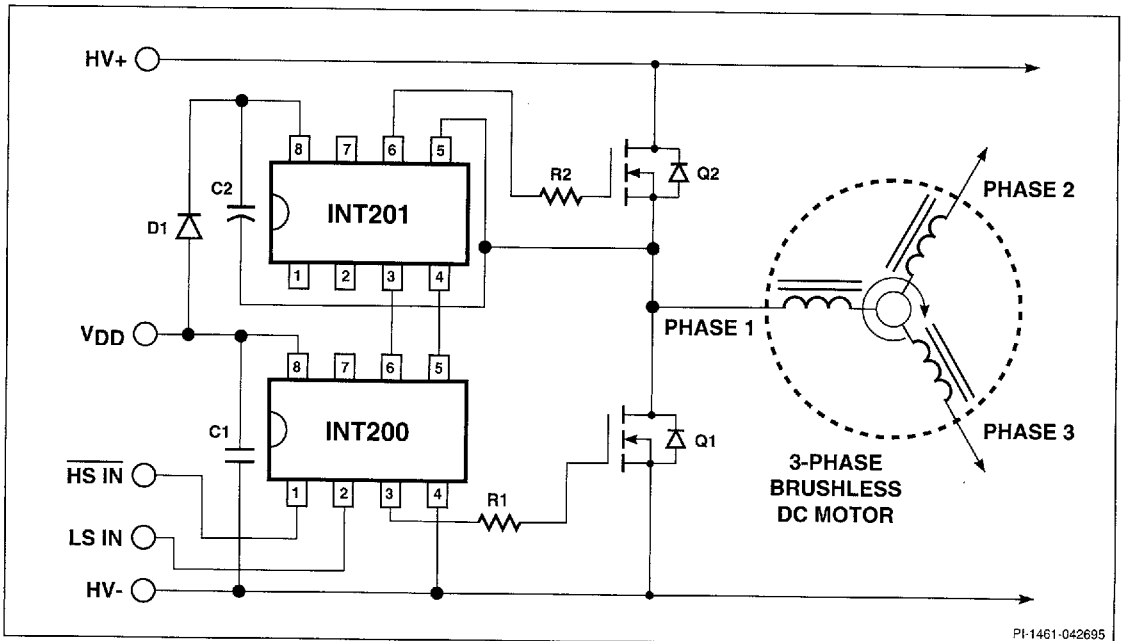 HV+
8
7
6
5
C2
INT201
D1
R2
Q2
PHASE 2
1
2
3
4
VDD
PHASE 1
8
7
6
5
C1
INT200
Q1
PHASE 3
HS IN
1
2
3
4
R1
3-PHASE
BRUSHLESS
DC MOTOR
LS IN
HV-
PI-1461-042695